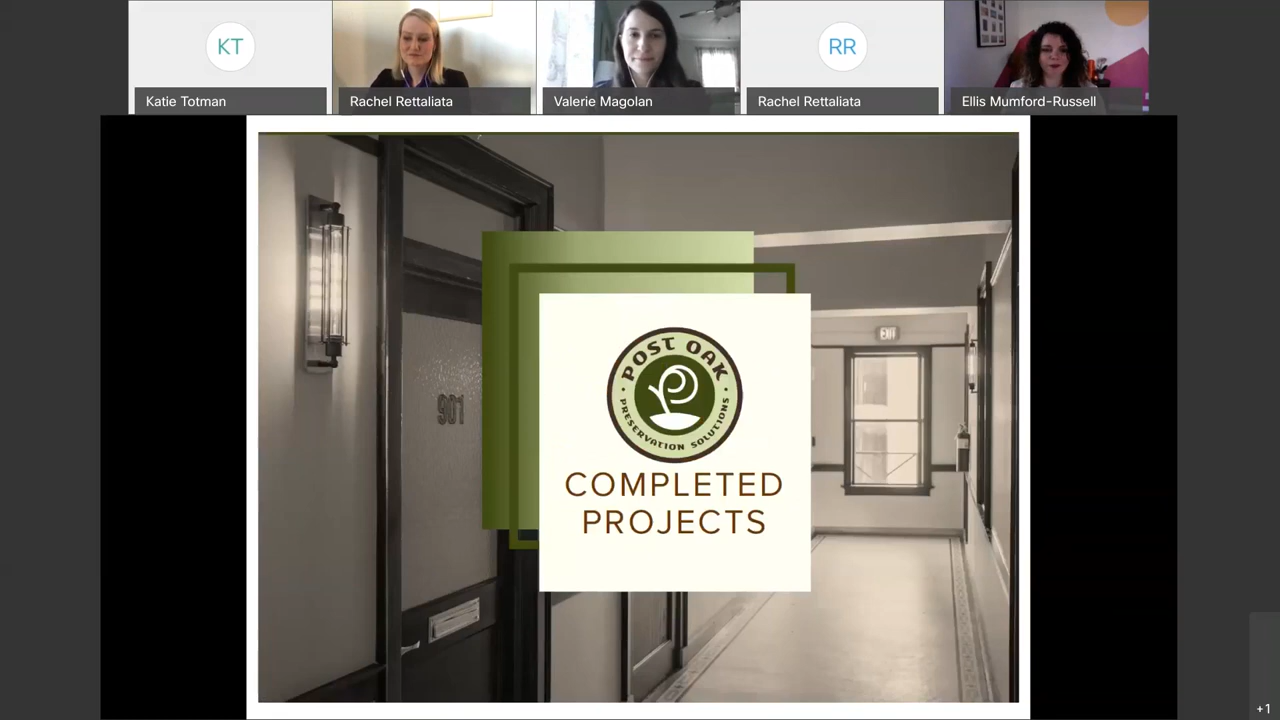 KT
RR
Katie Totman
Rachel Rettaliata
Valerie Magolan
Rachel Rettaliata
Ellis Mumford-Russell
EXIT
901
POST OAK
PRESERVATION SOLUTIONS
COMPLETED
PROJECTS
+1